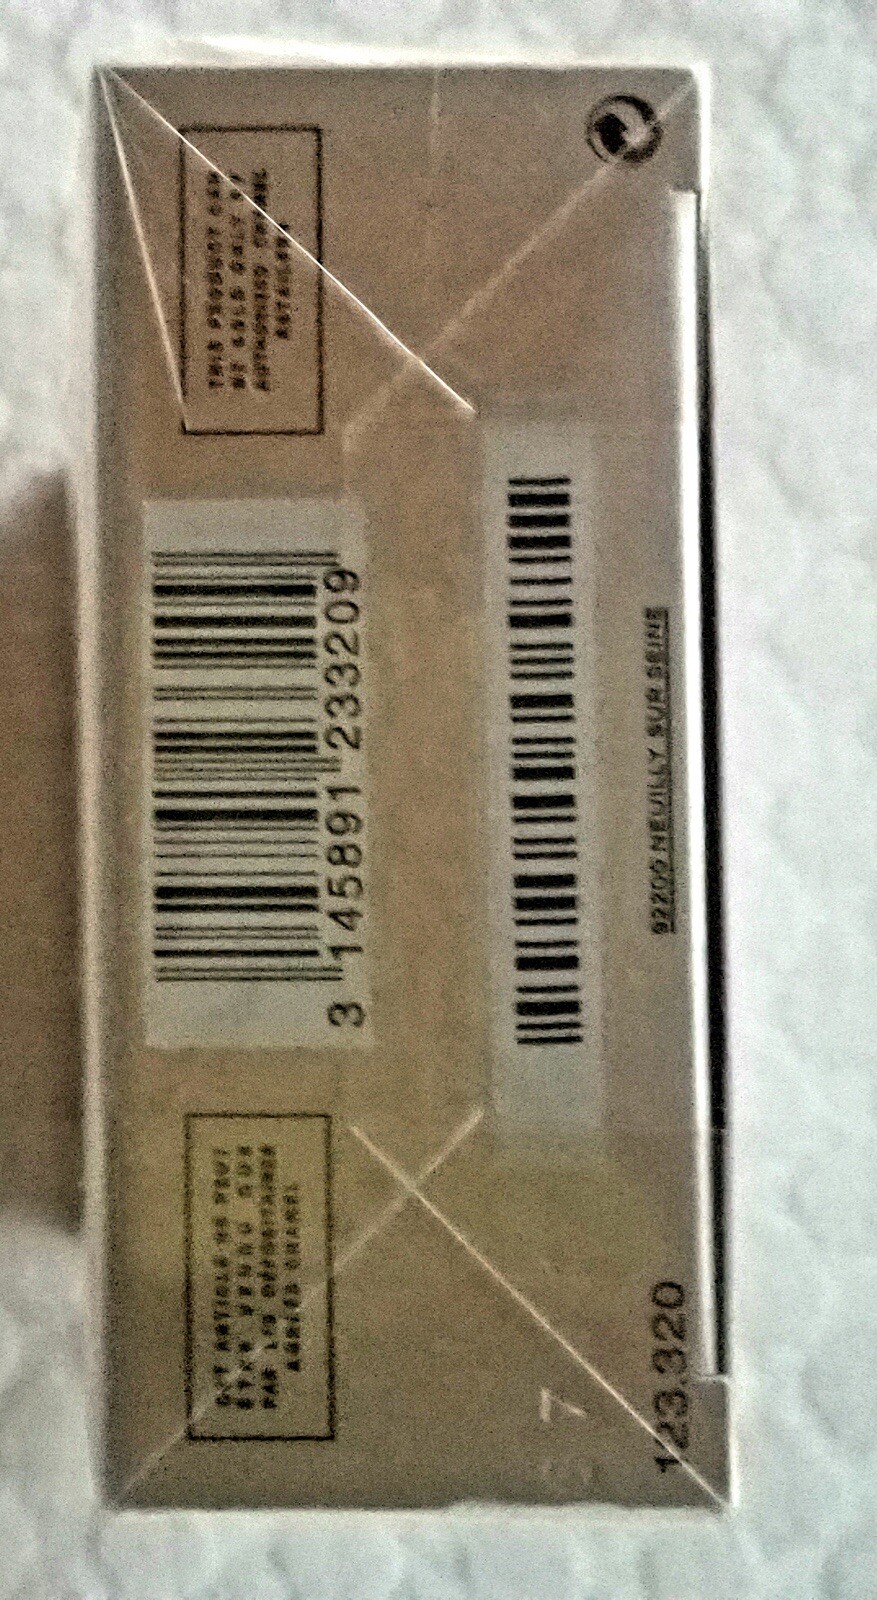 THIS PRODUCT CAN
BE SOLD ONLY BY
AUTHORIZED CHANEL
RETAILERS
3 145891 233209
92200 NEUILLY SUR SEINE
CET ARTICLE NE PEUT
ETRE VENDU QUE
PAR LES DEPOSITAIRES
AGREES CHANEL
123.320
7